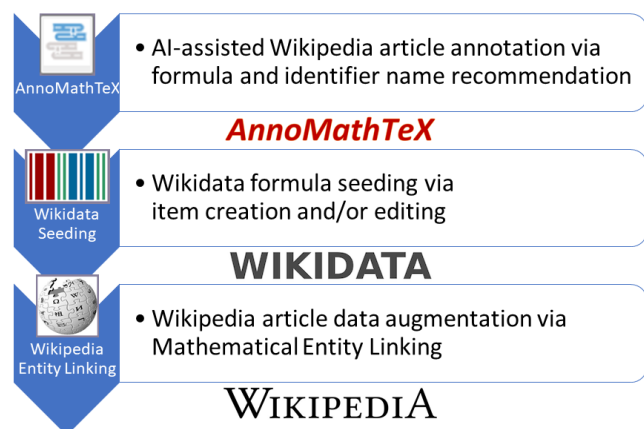 AnnoMathTeX
• AI-assisted Wikipedia article annotation via
formula and identifier name recommendation
AnnoMathTeX
Wikidata
Seeding
• Wikidata formula seeding via
item creation and/or editing
WIKIDATA
Wikipedia
Entity Linking
• Wikipedia article data augmentation via
Mathematical Entity Linking
WIKIPEDIA